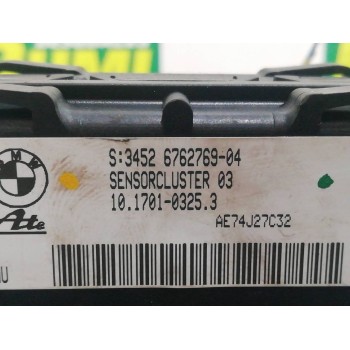 BMW
S:3452 6762769-04
SENSORCLUSTER 03
10.1701-0325.3
Ate
AE74J27C32